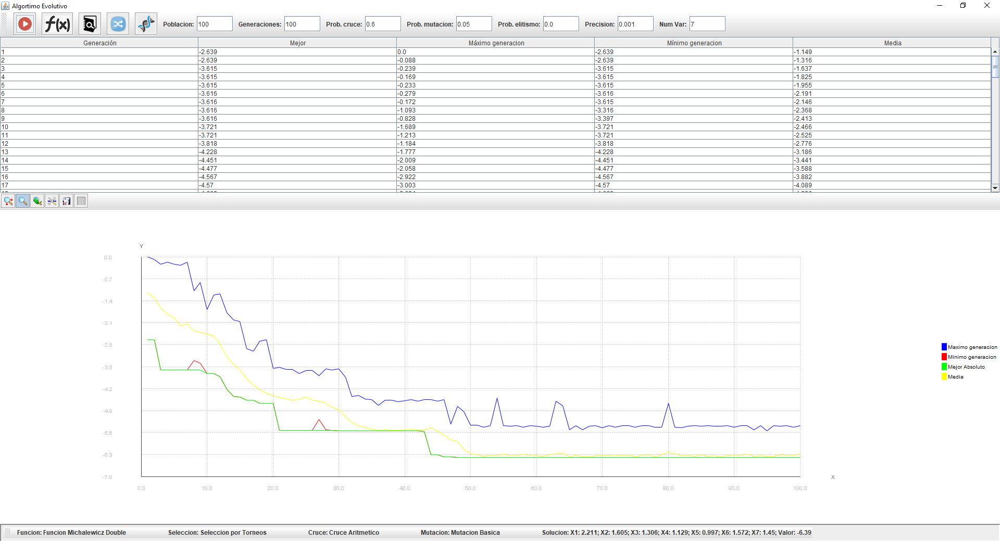 Algortimo Evolutivo
f(x) Poblacion: 100 Generaciones: 100 Prob. cruce: 0.6 Prob. mutacion: 0.05 Prob. elitismo: 0.0 Precision: 0.001 Num Var: 7
Generación Mejor Máximo generacion Mínimo generacion Media
1 -2.639 0.0 -2.639 -1.149
2 -2.639 -0.088 -2.639 -1.316
3 -3.615 -0.239 -3.615 -1.637
4 -3.615 -0.169 -3.615 -1.825
5 -3.615 -0.233 -3.615 -1.955
6 -3.616 -0.279 -3.616 -2.191
7 -3.616 -0.172 -3.615 -2.146
8 -3.616 -1.093 -3.316 -2.368
9 -3.616 -0.828 -3.397 -2.413
10 -3.721 -1.689 -3.721 -2.466
11 -3.721 -1.213 -3.721 -2.525
12 -3.818 -1.184 -3.818 -2.776
13 -4.228 -1.777 -4.228 -3.186
14 -4.451 -2.009 -4.451 -3.441
15 -4.477 -2.058 -4.477 -3.588
16 -4.567 -2.922 -4.567 -3.882
17 -4.57 -3.003 -4.57 -4.089
Y
0.0
-0.7
-1.4
-2.1
-2.8
-3.5
-4.2
-4.9
-5.6
-6.3
-7.0
X
0.0 10.0 20.0 30.0 40.0 50.0 60.0 70.0 80.0 90.0 100.0
Maximo generacion
Minimo generacion
Mejor Absoluto
Media
Funcion: Funcion Michalewicz Double Seleccion: Seleccion por Torneos Cruce: Cruce Aritmetico Mutacion: Mutacion Basica Solucion: X1: 2.211; X2: 1.605; X3: 1.306; X4: 1.129; X5: 0.997; X6: 1.572; X7: 1.45; Valor: -6.39